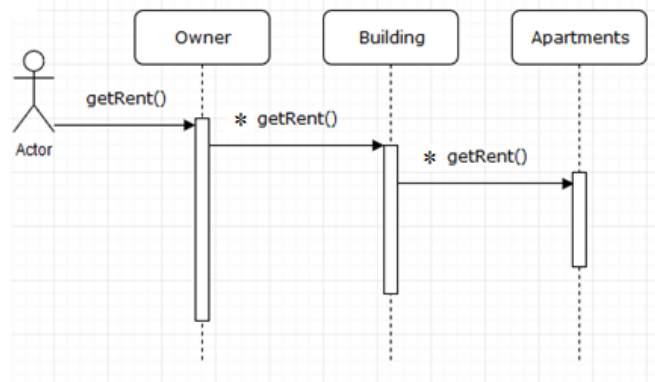 Owner
Building
Apartments
getRent()
* getRent()
* getRent()
Actor